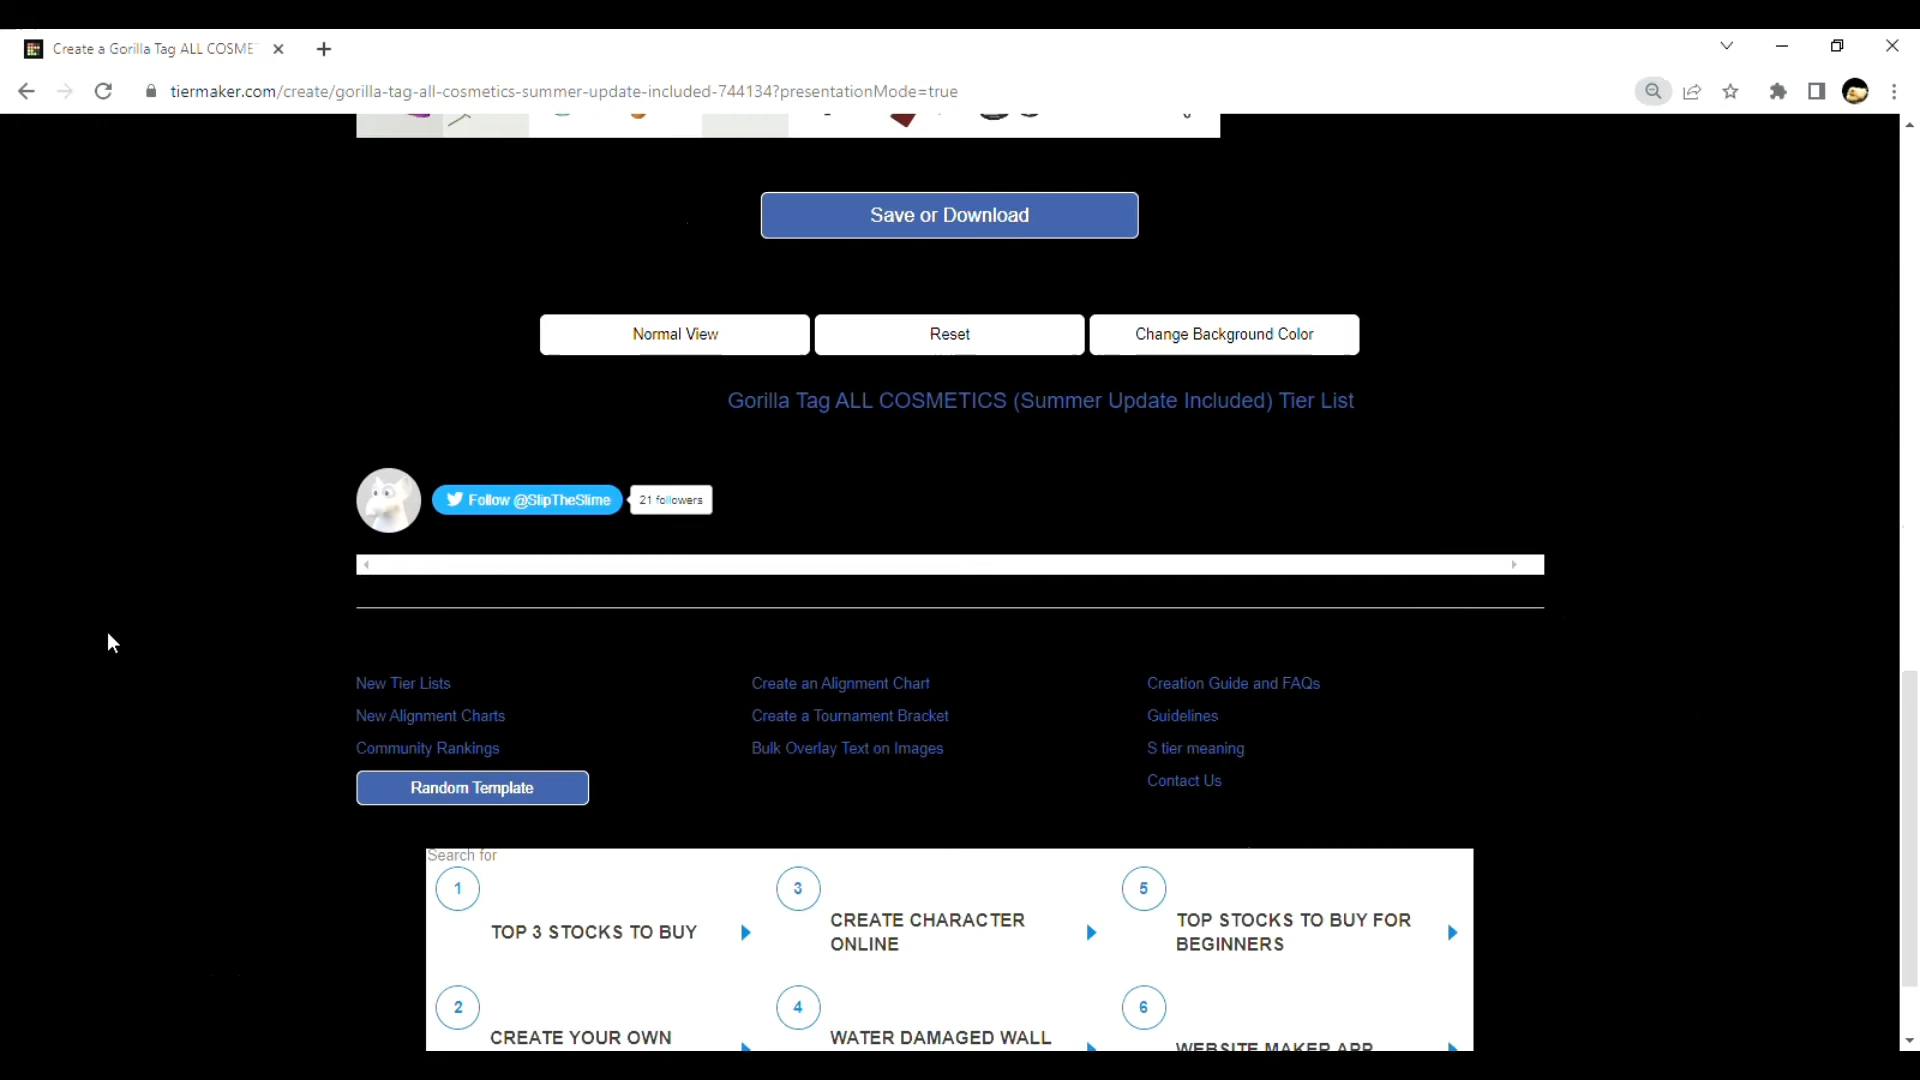 Create a Gorilla Tag ALL COSME
tiermaker.com/create/gorilla-tag-all-cosmetics-summer-update-included-744134?presentationMode=true
Save or Download
Normal View
Reset
Change Background Color
Gorilla Tag ALL COSMETICS (Summer Update Included) Tier List
Follow @SlipTheSlime
21 followers
New Tier Lists
New Alignment Charts
Community Rankings
Random Template
Create an Alignment Chart
Create a Tournament Bracket
Bulk Overlay Text on Images
Creation Guide and FAQs
Guidelines
S tier meaning
Contact Us
Search for
1
TOP 3 STOCKS TO BUY
2
CREATE YOUR OWN
3
CREATE CHARACTER
ONLINE
4
WATER DAMAGED WALL
5
TOP STOCKS TO BUY FOR
BEGINNERS
6
WEBSITE MAKER APP